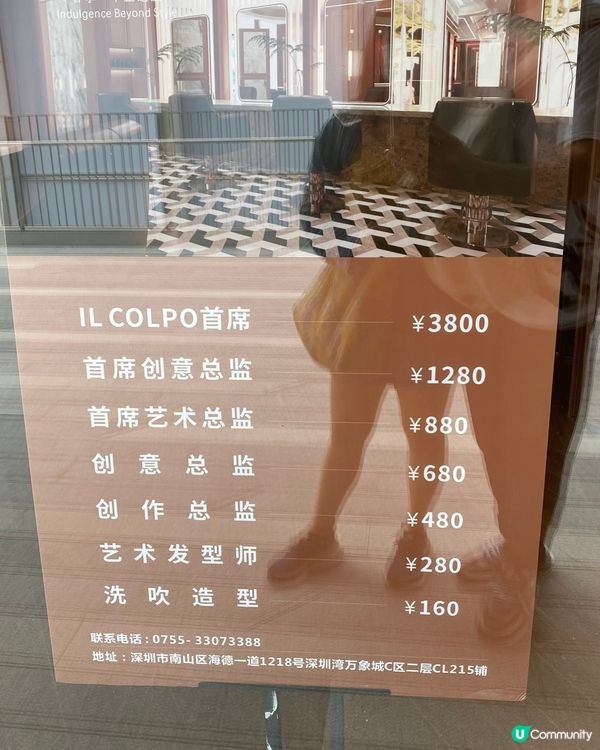 Indulgence Beyond Style
IL COLPO首席 ¥3800
首席创意总监 ¥1280
首席艺术总监 ¥880
创意总监 ¥680
创作总监 ¥480
艺术发型师 ¥280
洗吹造型 ¥160
联系电话：0755-33073388
地址：深圳市南山区海德一道1218号深圳湾万象城C区二层CL215铺
U Community